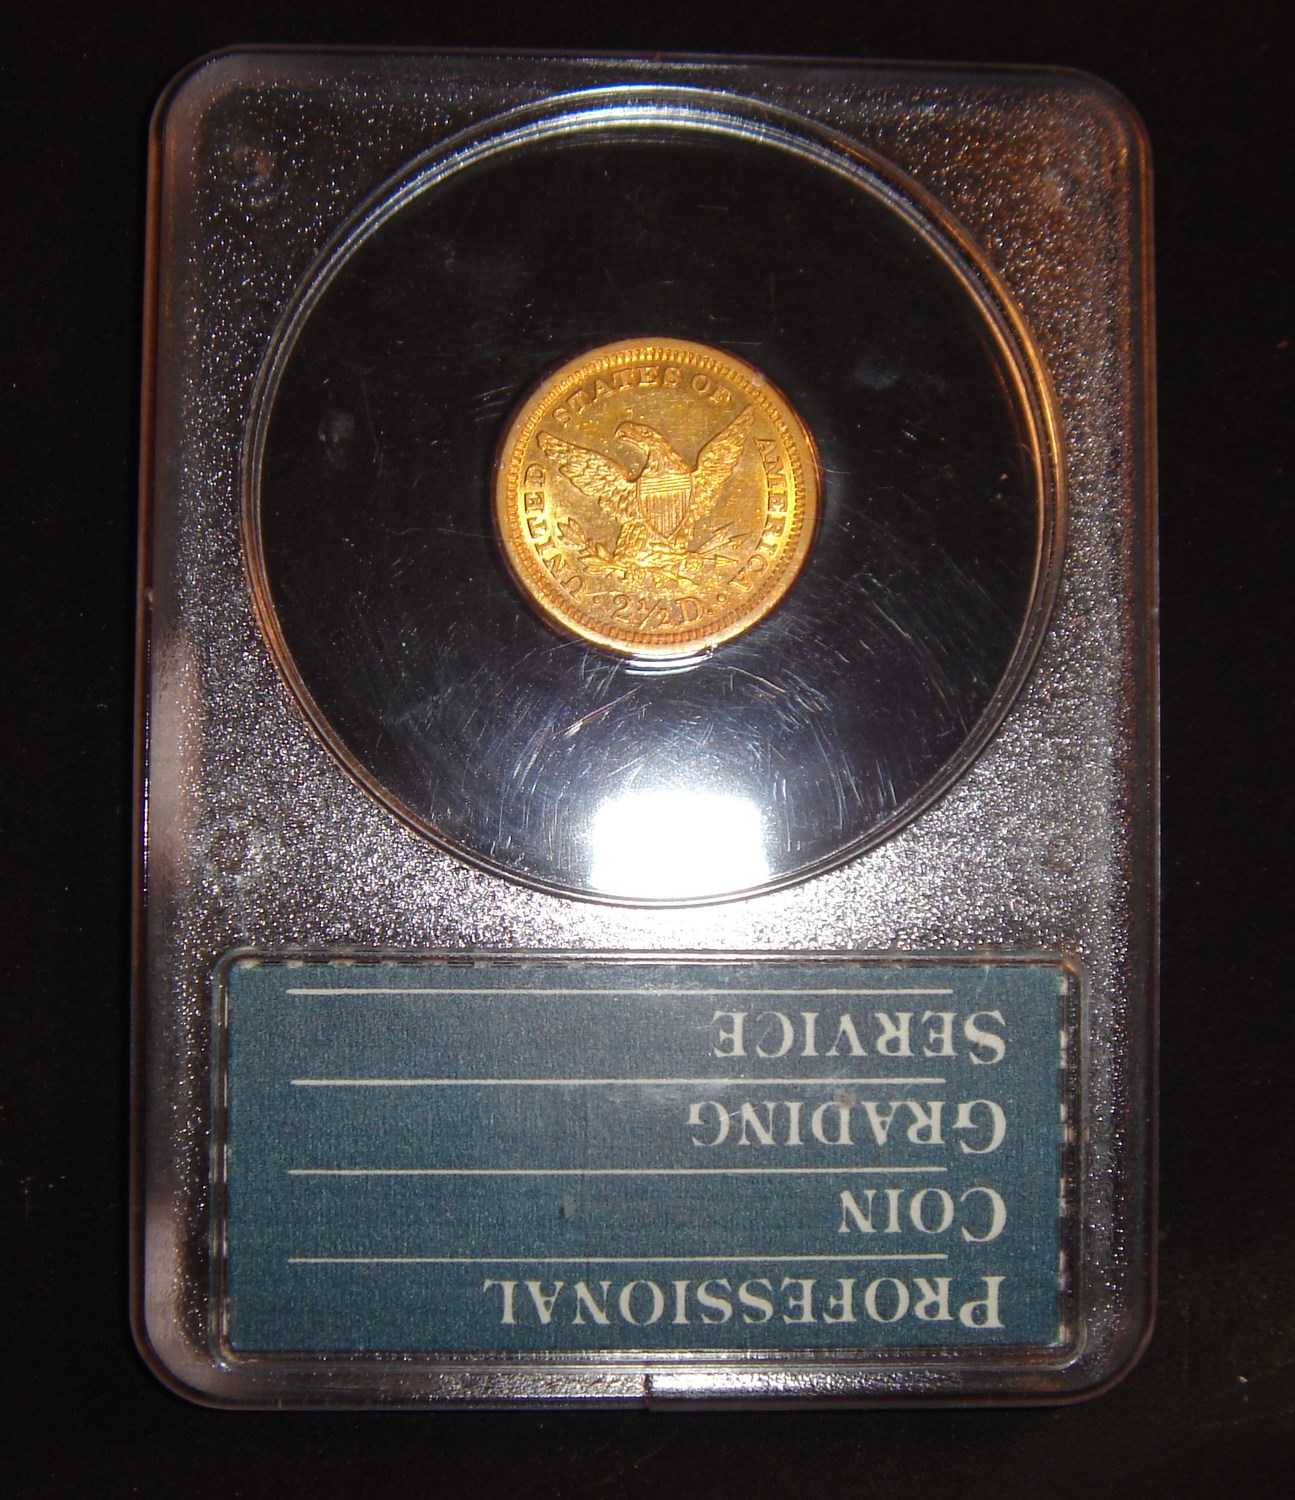 UNITED STATES OF AMERICA
· 2½ D. ·
PROFESSIONAL
COIN
GRADING
SERVICE